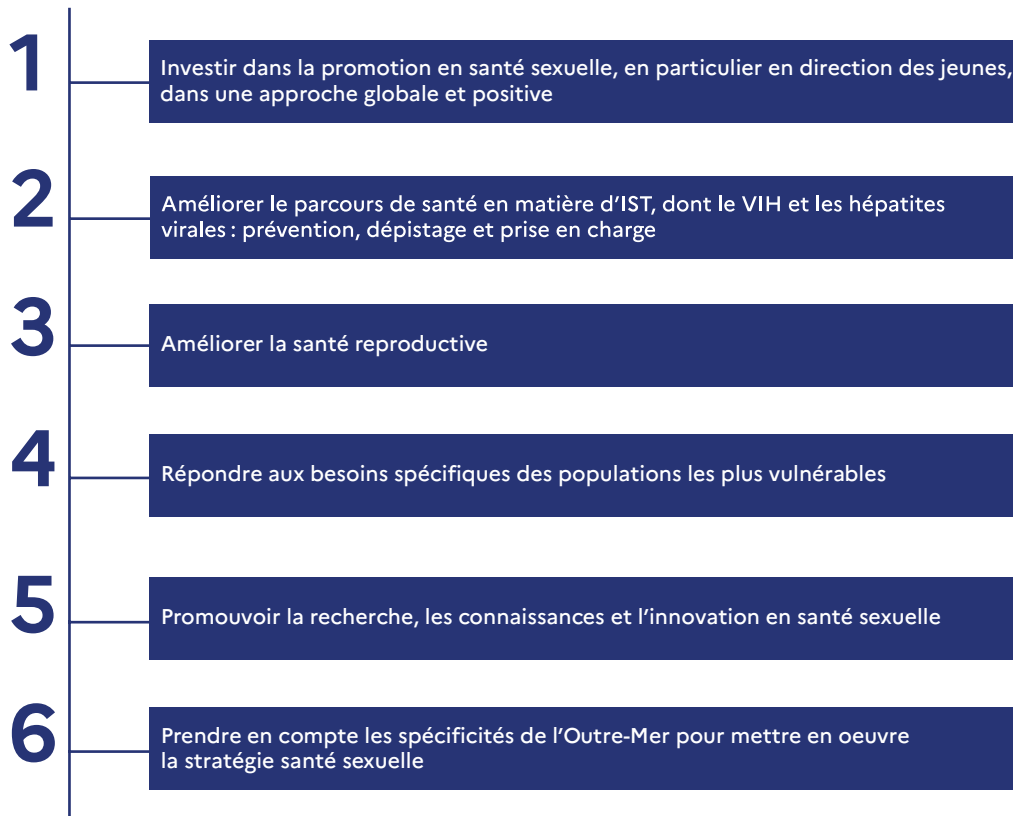 1
Investir dans la promotion en santé sexuelle, en particulier en direction des jeunes,
dans une approche globale et positive
2
Améliorer le parcours de santé en matière d'IST, dont le VIH et les hépatites
virales : prévention, dépistage et prise en charge
3
Améliorer la santé reproductive
4
Répondre aux besoins spécifiques des populations les plus vulnérables
5
Promouvoir la recherche, les connaissances et l'innovation en santé sexuelle
6
Prendre en compte les spécificités de l'Outre-Mer pour mettre en oeuvre
la stratégie santé sexuelle